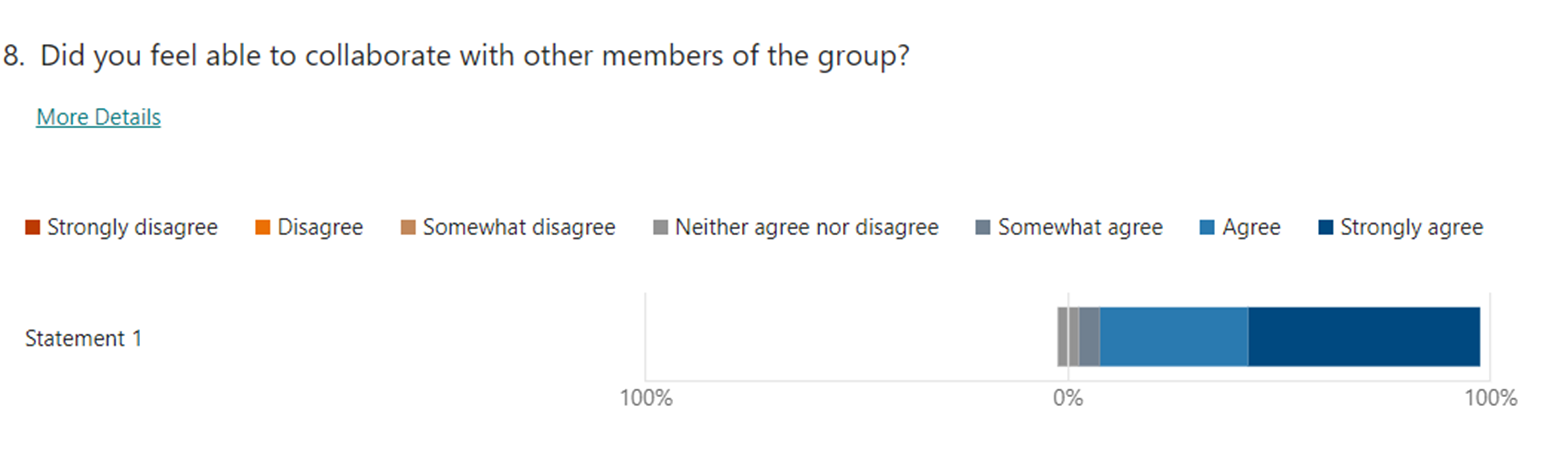 8. Did you feel able to collaborate with other members of the group?
More Details
Strongly disagree Disagree Somewhat disagree Neither agree nor disagree Somewhat agree Agree Strongly agree
Statement 1
100% 0% 100%